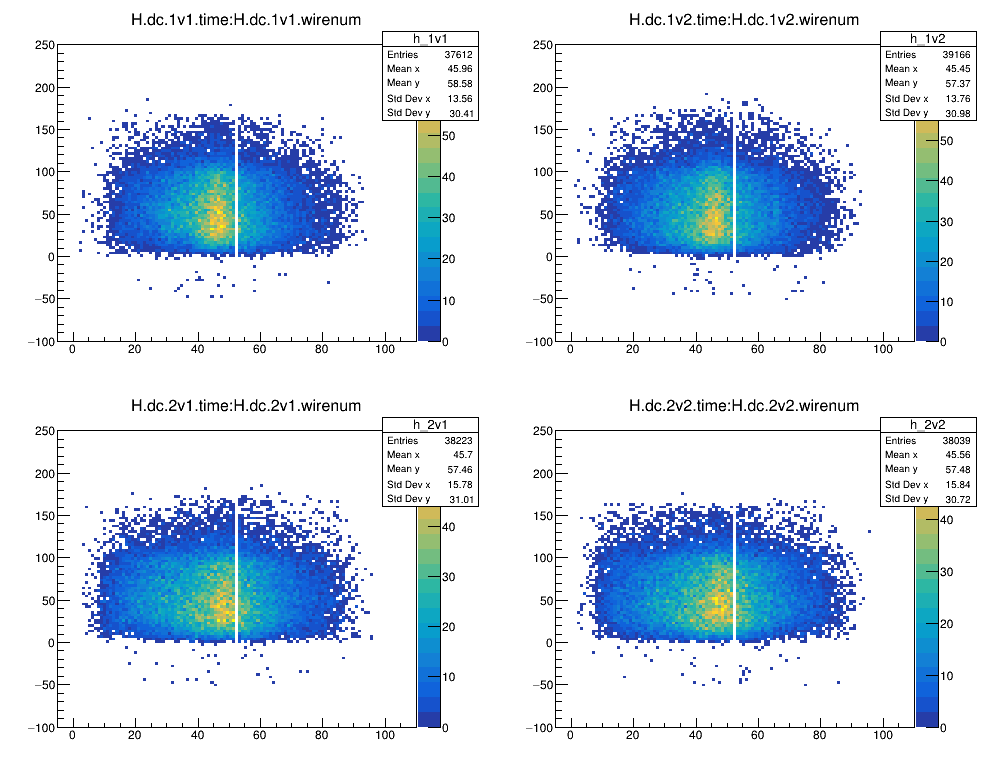 H.dc.1v1.time:H.dc.1v1.wirenum
h_1v1
Entries 37612
Mean x 45.96
Mean y 58.58
Std Dev x 13.56
Std Dev y 30.41
250
200
150
100
50
0
−50
−100
0 20 40 60 80 100
50
40
30
20
10
0
H.dc.1v2.time:H.dc.1v2.wirenum
h_1v2
Entries 39166
Mean x 45.45
Mean y 57.37
Std Dev x 13.76
Std Dev y 30.98
250
200
150
100
50
0
−50
−100
0 20 40 60 80 100
50
40
30
20
10
0
H.dc.2v1.time:H.dc.2v1.wirenum
h_2v1
Entries 38223
Mean x 45.7
Mean y 57.46
Std Dev x 15.78
Std Dev y 31.01
250
200
150
100
50
0
−50
−100
0 20 40 60 80 100
40
30
20
10
0
H.dc.2v2.time:H.dc.2v2.wirenum
h_2v2
Entries 38039
Mean x 45.56
Mean y 57.48
Std Dev x 15.84
Std Dev y 30.72
250
200
150
100
50
0
−50
−100
0 20 40 60 80 100
40
30
20
10
0